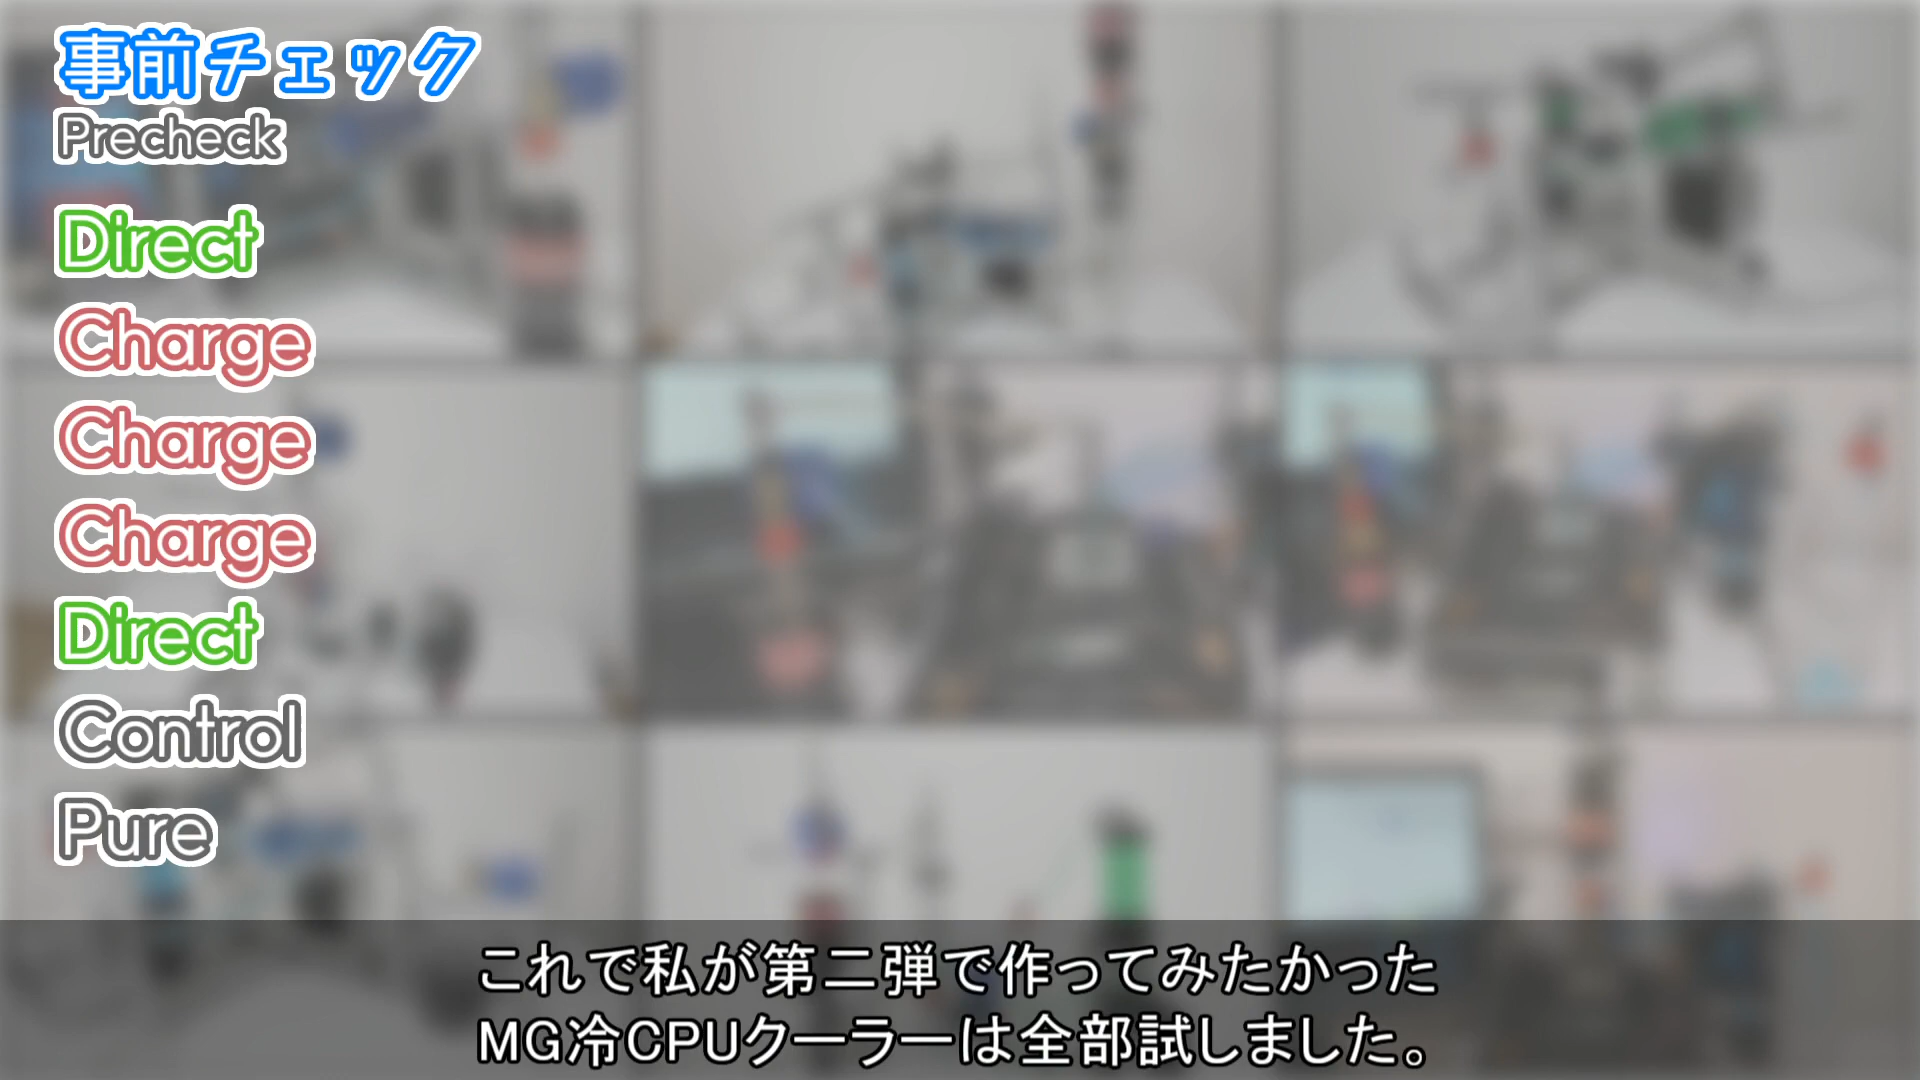 事前チェック
Precheck
Direct
Charge
Charge
Charge
Direct
Control
Pure
これで私が第二弾で作ってみたかった
MG冷CPUクーラーは全部試しました。